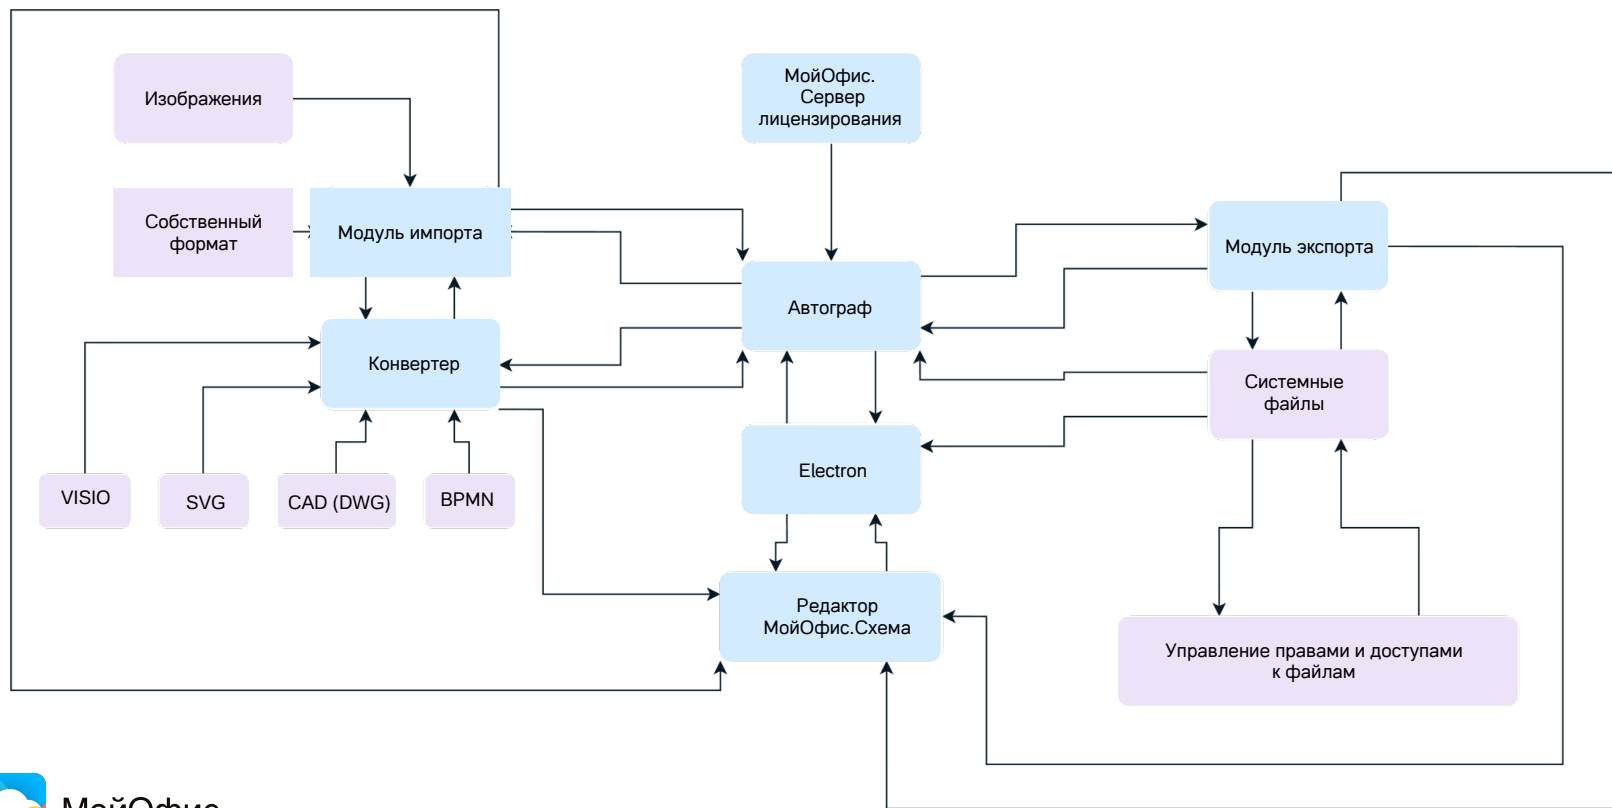 Изображения
МойОфис.
Сервер
лицензирования
Собственный
формат
Модуль импорта
Модуль экспорта
Автограф
Конвертер
Системные
файлы
Electron
VISIO
SVG
CAD (DWG)
BPMN
Редактор
МойОфис.Схема
Управление правами и доступами
к файлам
МойОфис